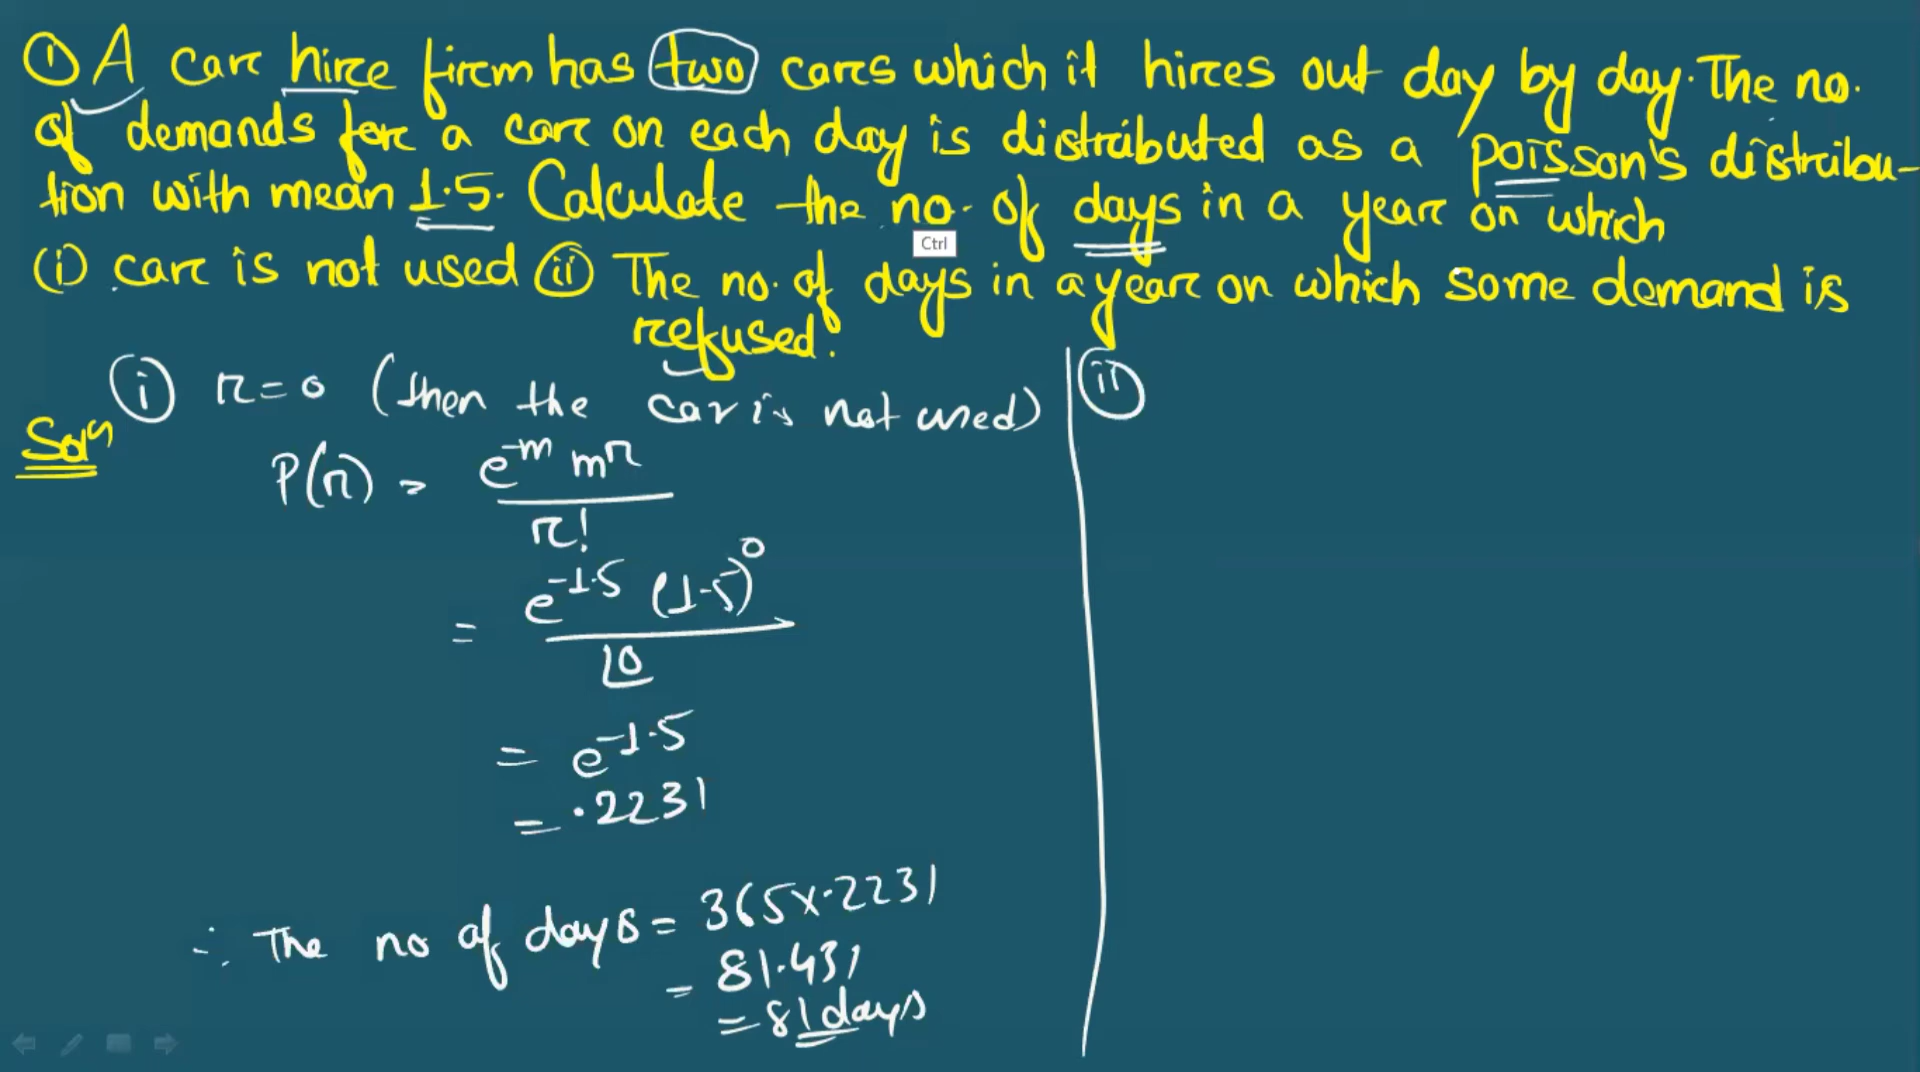 ① A car hire firm has two cars which it hires out day by day. The no.
of demands for a car on each day is distributed as a poisson's distribu-
tion with mean 1.5. Calculate the no. of days in a year on which
Ctrl
(i) car is not used (ii) The no. of days in a year on which some demand is
refused.
Soln
(i) r=0 (then the car is not used)
P(r) = e^-m m^r / r!
= e^-1.5 (1.5)^0 / 0!
= e^-1.5
= .2231
∴ The no of days = 365×.2231
= 81.431
= 81 days
(ii)